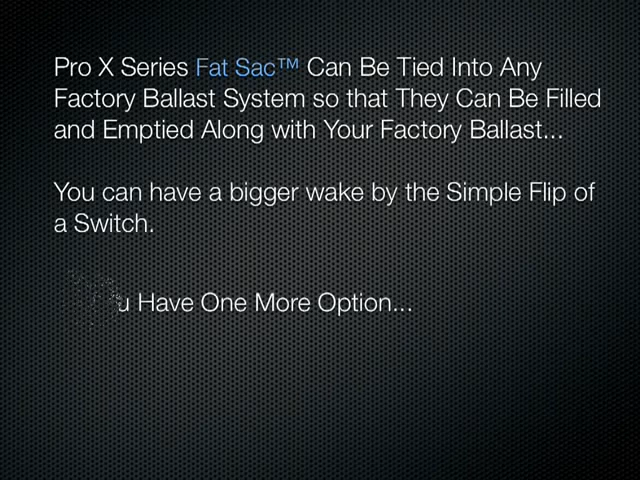 Pro X Series Fat Sac™ Can Be Tied Into Any
Factory Ballast System so that They Can Be Filled
and Emptied Along with Your Factory Ballast...
You can have a bigger wake by the Simple Flip of
a Switch.
Have One More Option...